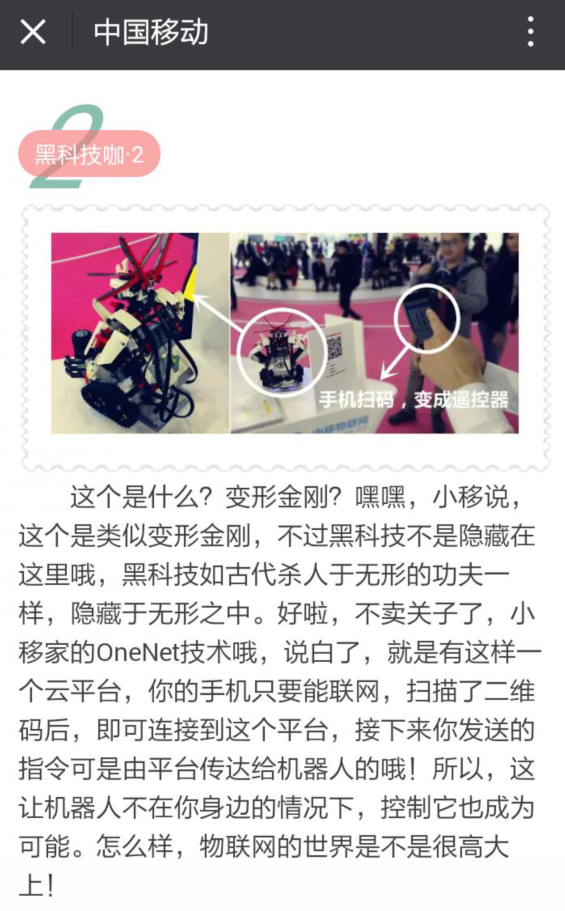 中国移动
2
黑科技咖·2
手机扫码，变成遥控器
这个是什么？变形金刚？嘿嘿，小移说，
这个是类似变形金刚，不过黑科技不是隐藏在
这里哦，黑科技如古代杀人于无形的功夫一
样，隐藏于无形之中。好啦，不卖关子了，小
移家的OneNet技术哦，说白了，就是有这样一
个云平台，你的手机只要能联网，扫描了二维
码后，即可连接到这个平台，接下来你发送的
指令可是由平台传达给机器人的哦！所以，这
让机器人不在你身边的情况下，控制它也成为
可能。怎么样，物联网的世界是不是很高大
上！